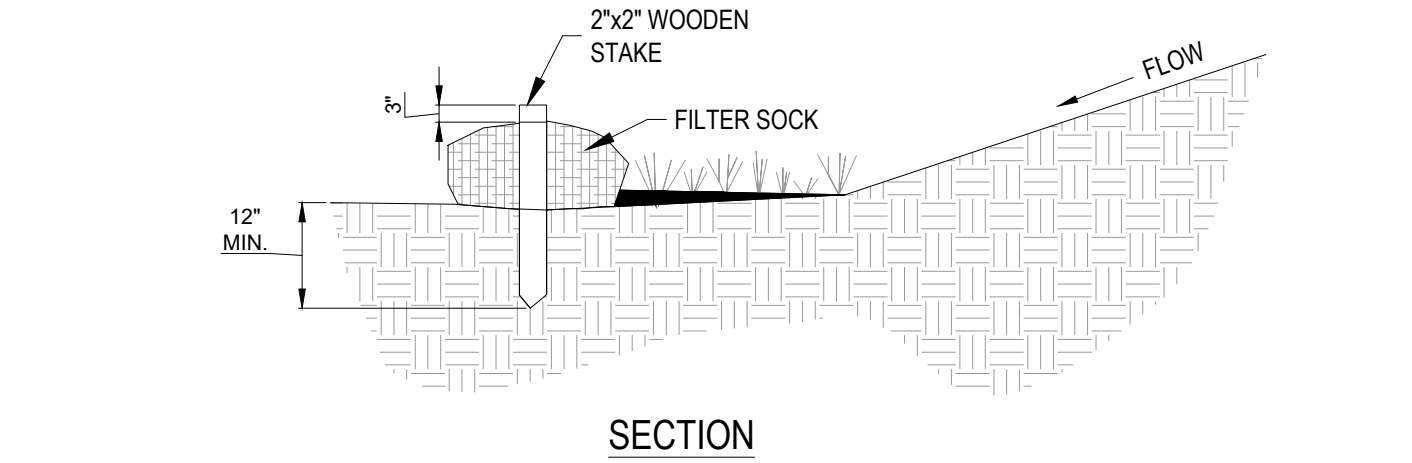 2"x2" WOODEN
STAKE
FLOW
3"
FILTER SOCK
12"
MIN.
SECTION